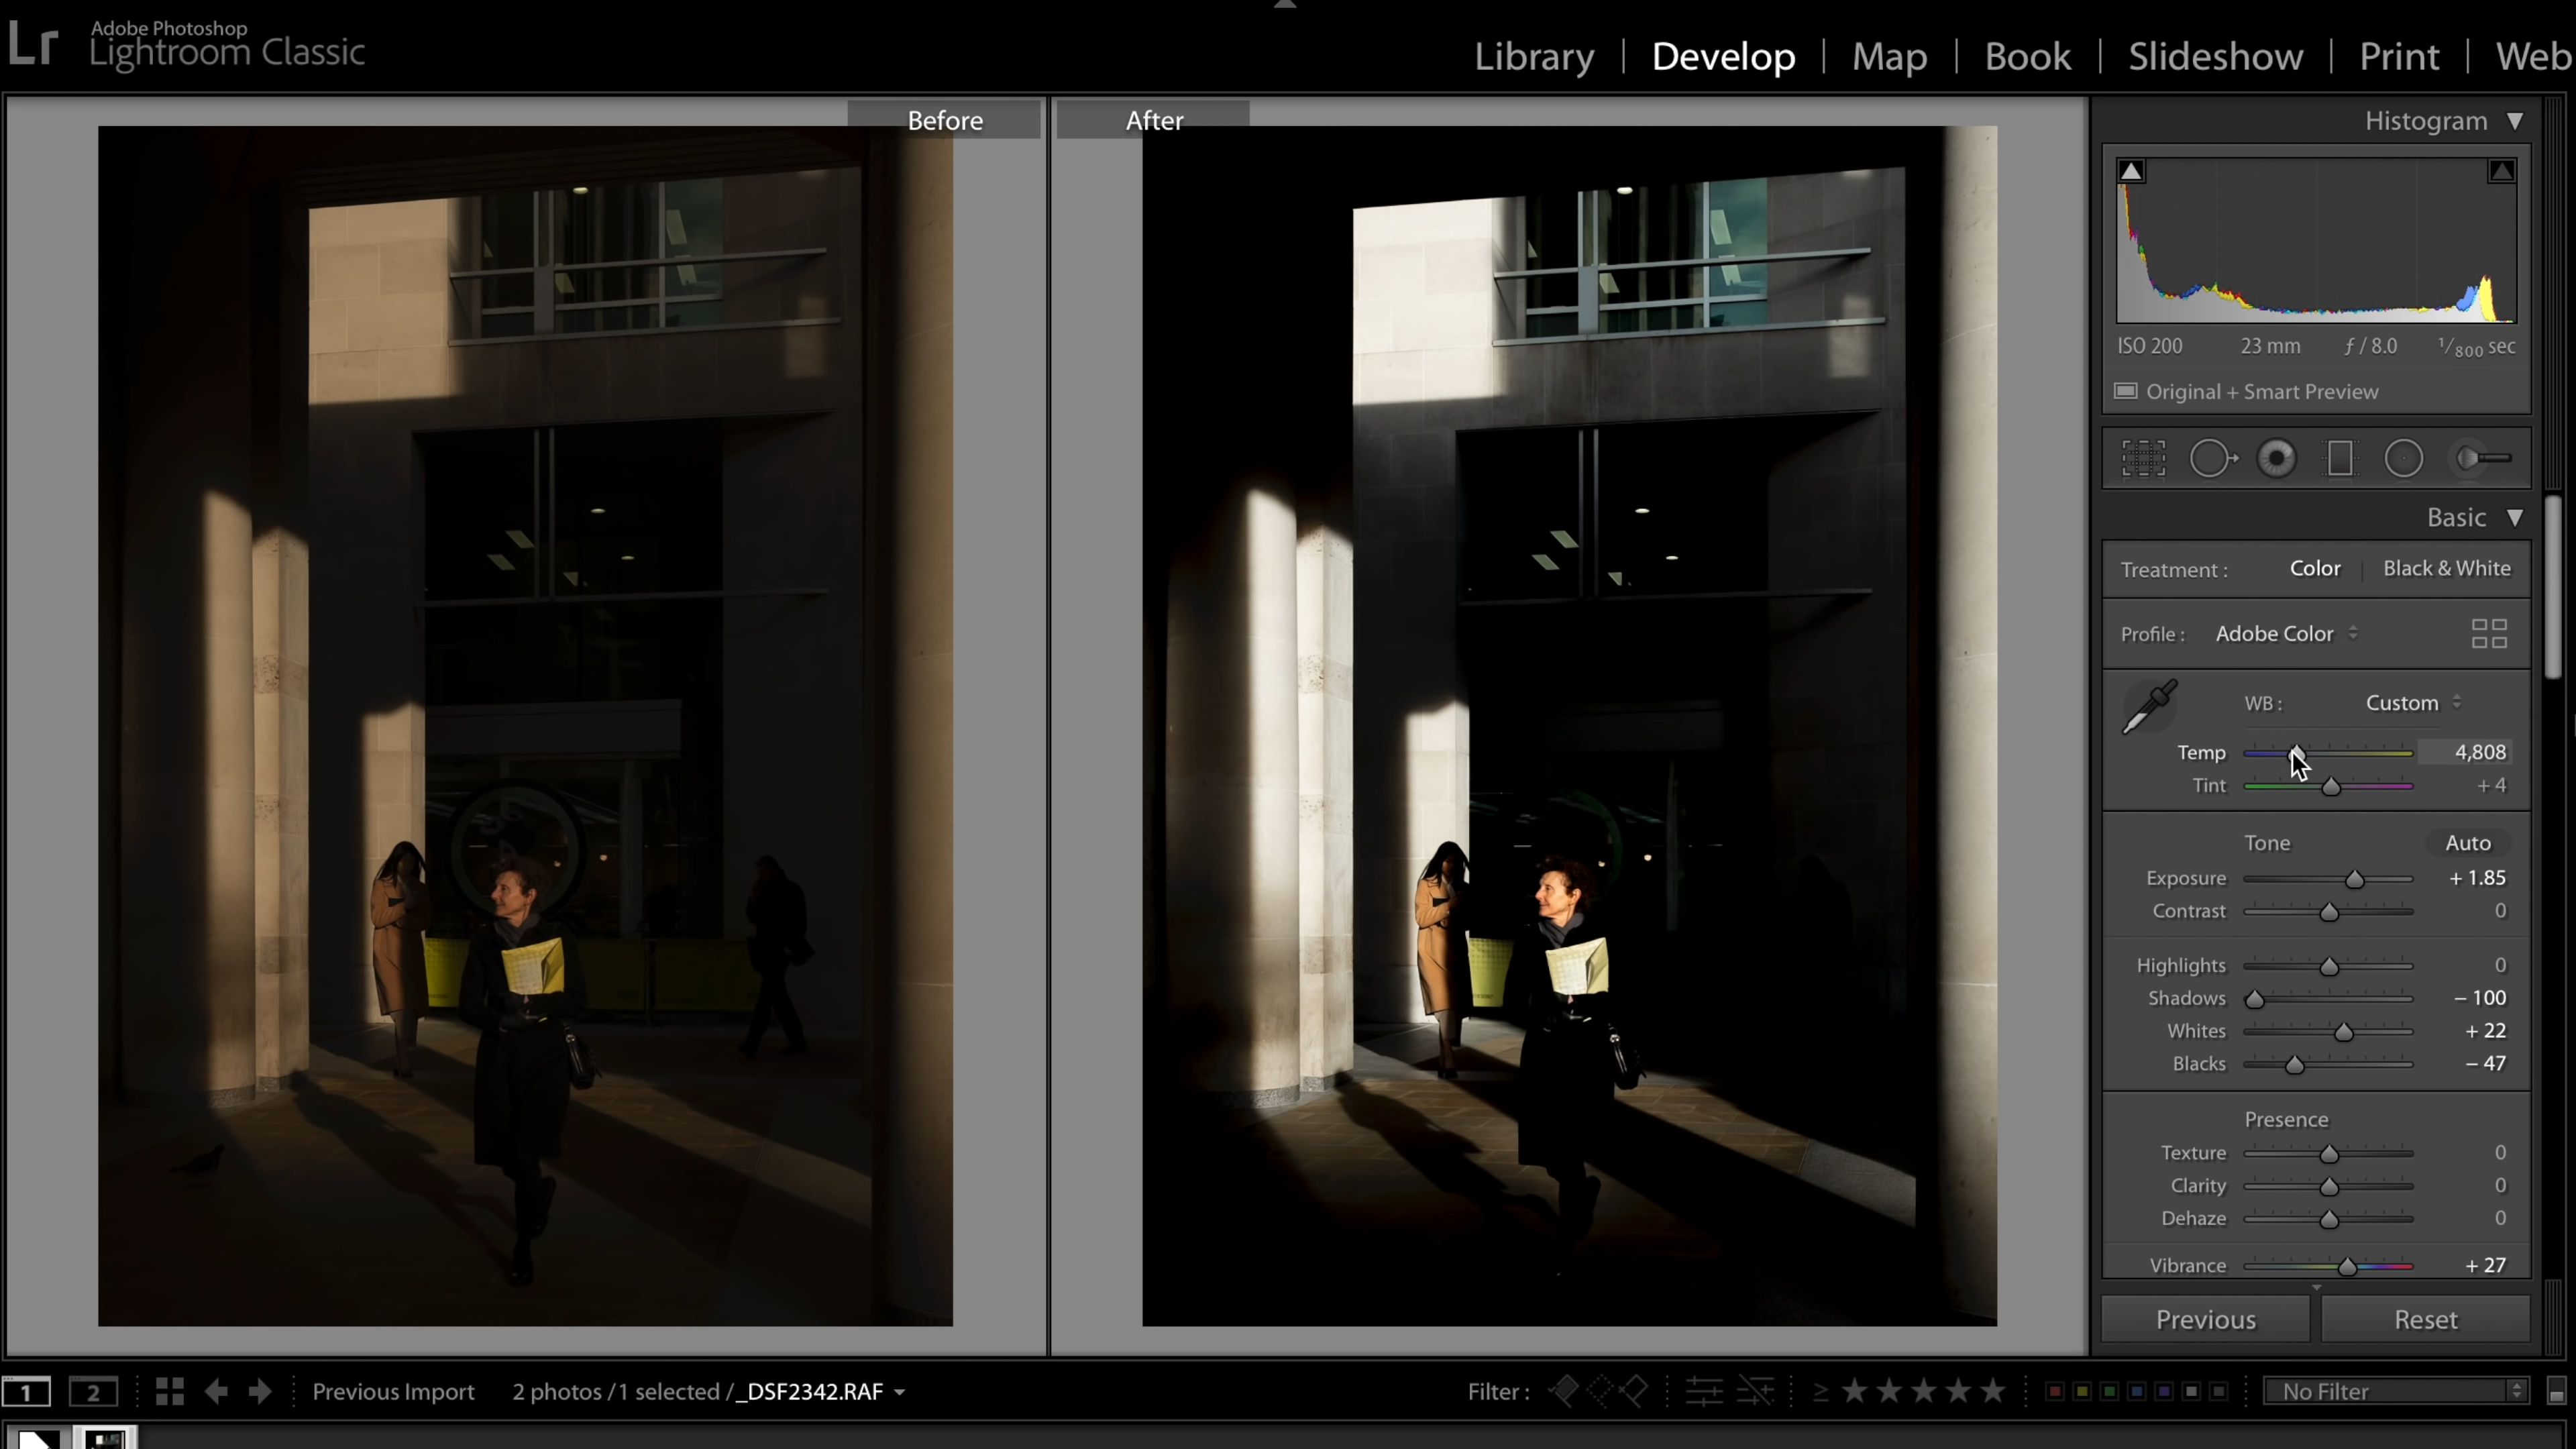 Lr
Adobe Photoshop
Lightroom Classic
Library | Develop | Map | Book | Slideshow | Print | Web
Before
After
Histogram
ISO 200 23 mm ƒ / 8.0 1/800 sec
Original + Smart Preview
Basic
Treatment : Color Black & White
Profile : Adobe Color
WB : Custom
Temp 4,808
Tint + 4
Tone Auto
Exposure + 1.85
Contrast 0
Highlights 0
Shadows – 100
Whites + 22
Blacks – 47
Presence
Texture 0
Clarity 0
Dehaze 0
Vibrance + 27
Previous Reset
1 2 Previous Import 2 photos / 1 selected / _DSF2342.RAF Filter : ≥ ★★★★★ No Filter